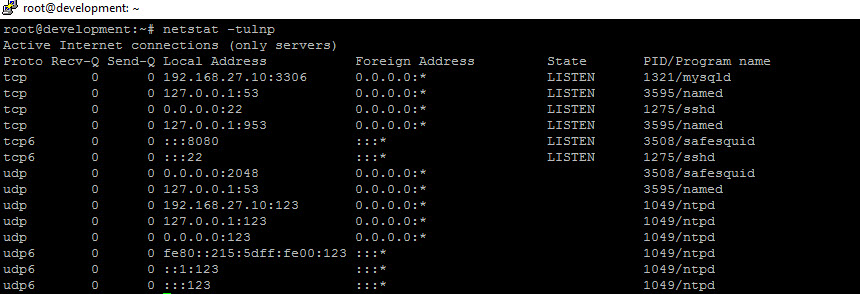 root@development: ~
root@development:~# netstat -tulnp
Active Internet connections (only servers)
Proto Recv-Q Send-Q Local Address           Foreign Address         State       PID/Program name
tcp        0      0 192.168.27.10:3306      0.0.0.0:*               LISTEN      1321/mysqld
tcp        0      0 127.0.0.1:53            0.0.0.0:*               LISTEN      3595/named
tcp        0      0 0.0.0.0:22              0.0.0.0:*               LISTEN      1275/sshd
tcp        0      0 127.0.0.1:953           0.0.0.0:*               LISTEN      3595/named
tcp6       0      0 :::8080                 :::*                    LISTEN      3508/safesquid
tcp6       0      0 :::22                   :::*                    LISTEN      1275/sshd
udp        0      0 0.0.0.0:2048            0.0.0.0:*                           3508/safesquid
udp        0      0 127.0.0.1:53            0.0.0.0:*                           3595/named
udp        0      0 192.168.27.10:123       0.0.0.0:*                           1049/ntpd
udp        0      0 127.0.0.1:123           0.0.0.0:*                           1049/ntpd
udp        0      0 0.0.0.0:123             0.0.0.0:*                           1049/ntpd
udp6       0      0 fe80::215:5dff:fe00:123 :::*                                1049/ntpd
udp6       0      0 ::1:123                 :::*                                1049/ntpd
udp6       0      0 :::123                  :::*                                1049/ntpd